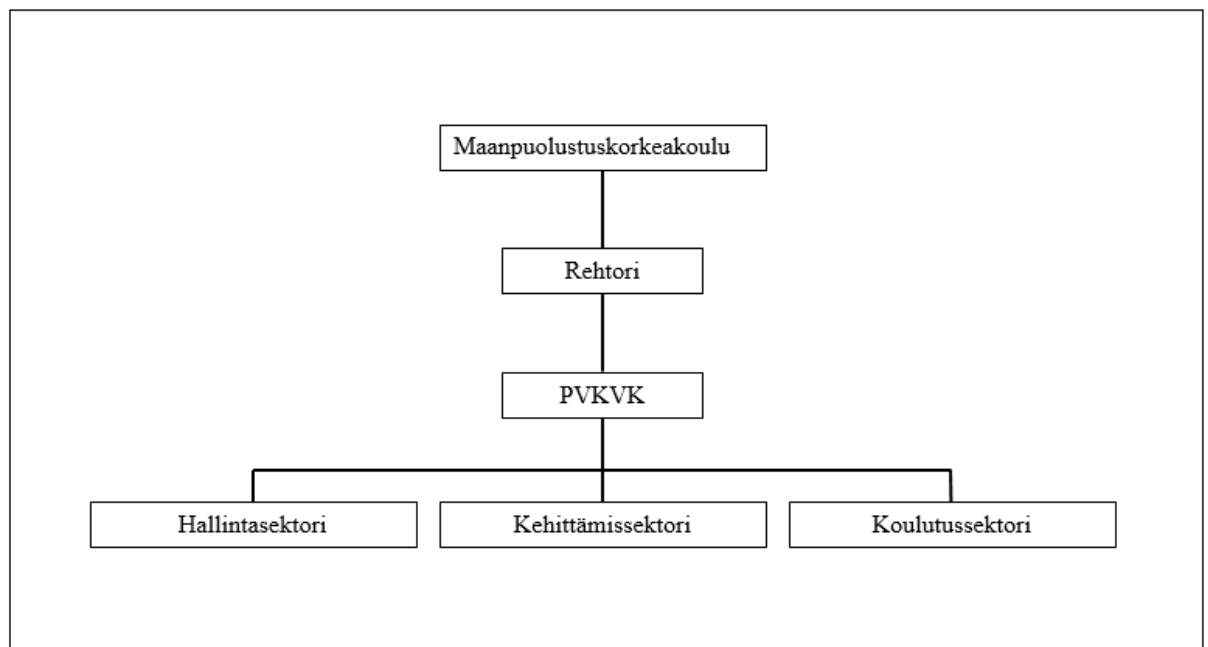 Maanpuolustuskorkeakoulu
Rehtori
PVKVK
Hallintasektori
Kehittämissektori
Koulutussektori